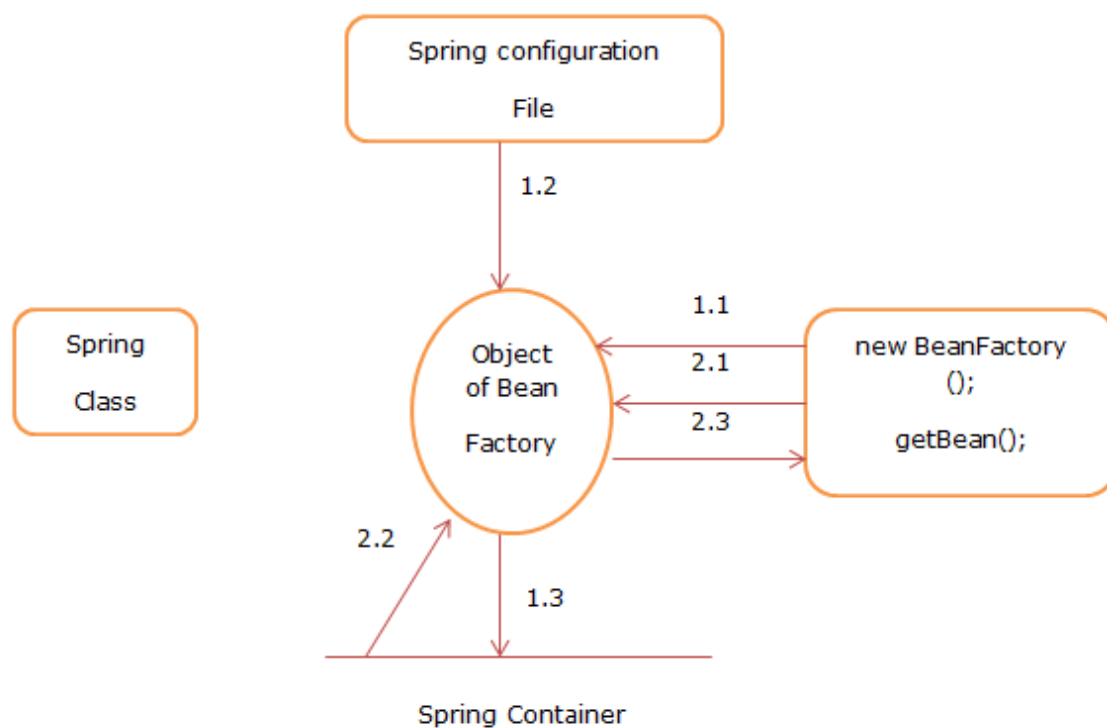 Spring configuration
File
1.2
1.1
Spring
Class
Object
of Bean
Factory
2.1
2.3
new BeanFactory
();
getBean();
2.2
1.3
Spring Container